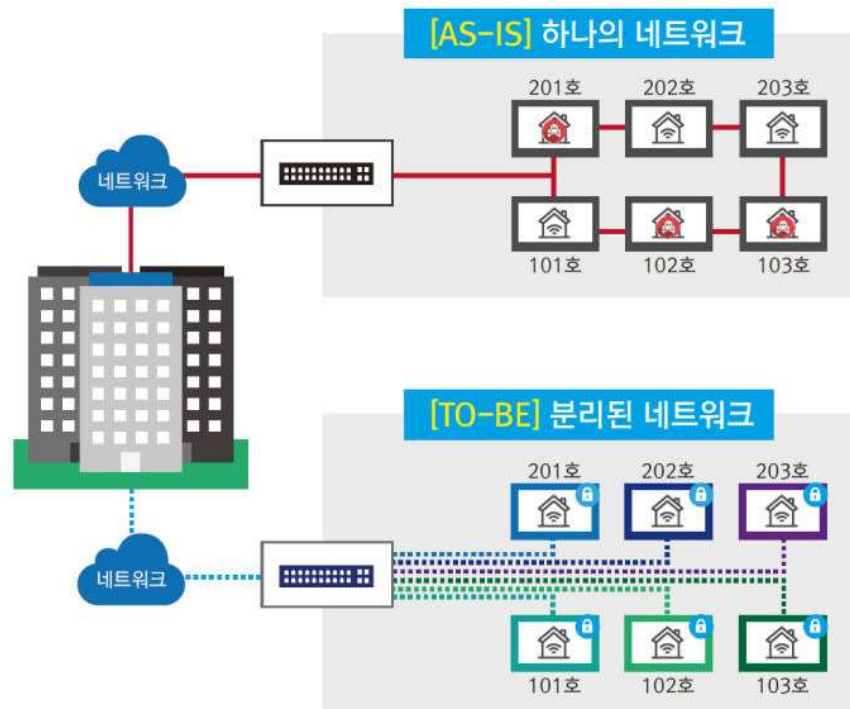 [AS-IS] 하나의 네트워크
201호 202호 203호
네트워크
101호 102호 103호
[TO-BE] 분리된 네트워크
201호 202호 203호
네트워크
101호 102호 103호